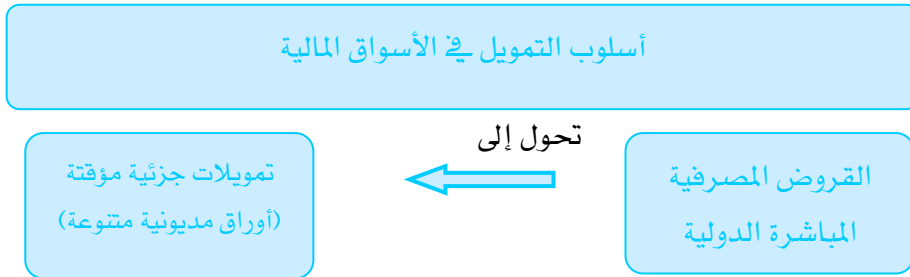 أسلوب التمويل في الأسواق المالية
تحول إلى
القروض المصرفية
المباشرة الدولية
تمويلات جزئية مؤقتة
(أوراق مديونية متنوعة)